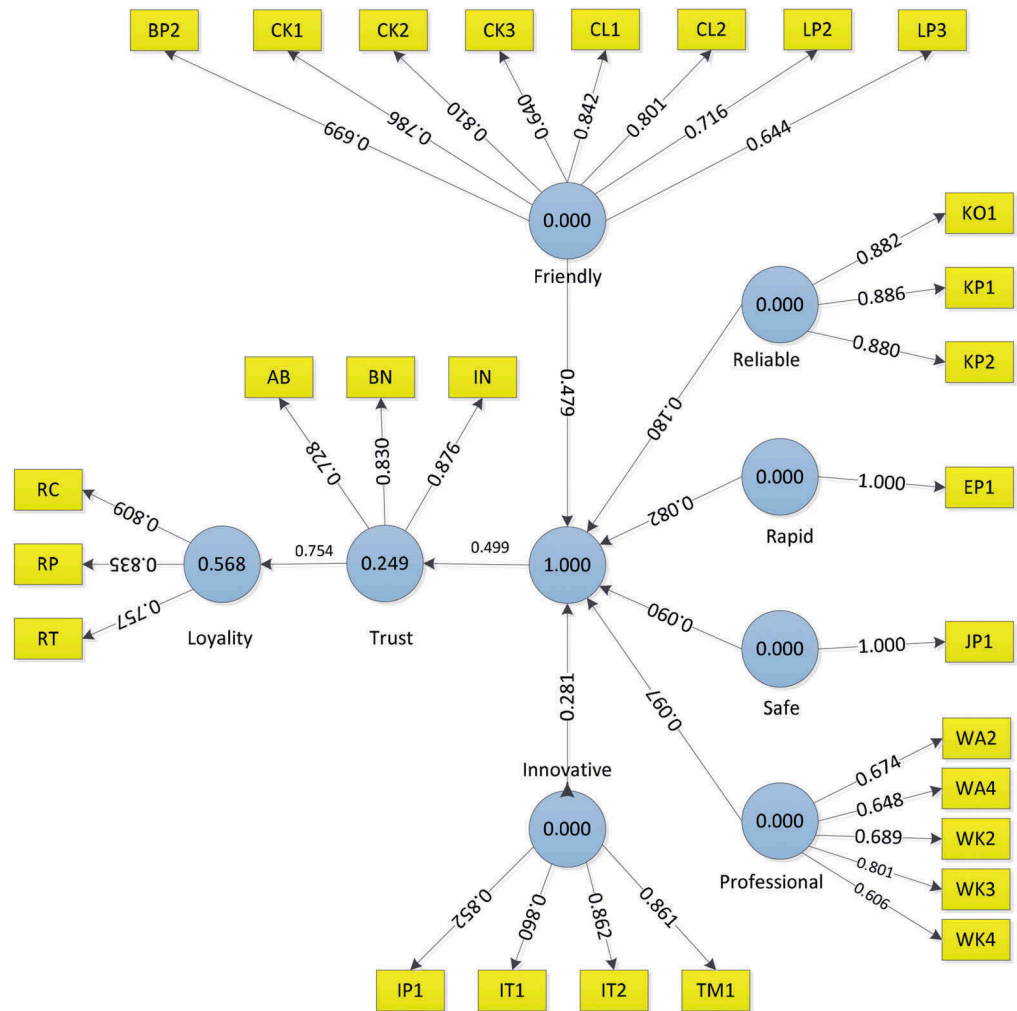 BP2
CK1
CK2
CK3
CL1
CL2
LP2
LP3
0.699
0.786
0.810
0.640
0.842
0.801
0.716
0.644
0.000
Friendly
KO1
KP1
KP2
0.882
0.886
0.880
0.000
Reliable
0.479
0.180
AB
BN
IN
0.728
0.830
0.876
RC
RP
RT
0.809
0.835
0.757
0.568
Loyality
0.754
0.249
Trust
0.499
1.000
0.000
Rapid
0.082
1.000
EP1
0.090
0.000
Safe
1.000
JP1
0.281
0.097
Innovative
0.000
0.852
0.860
0.862
0.861
IP1
IT1
IT2
TM1
0.000
Professional
0.674
0.648
0.689
0.801
0.606
WA2
WA4
WK2
WK3
WK4